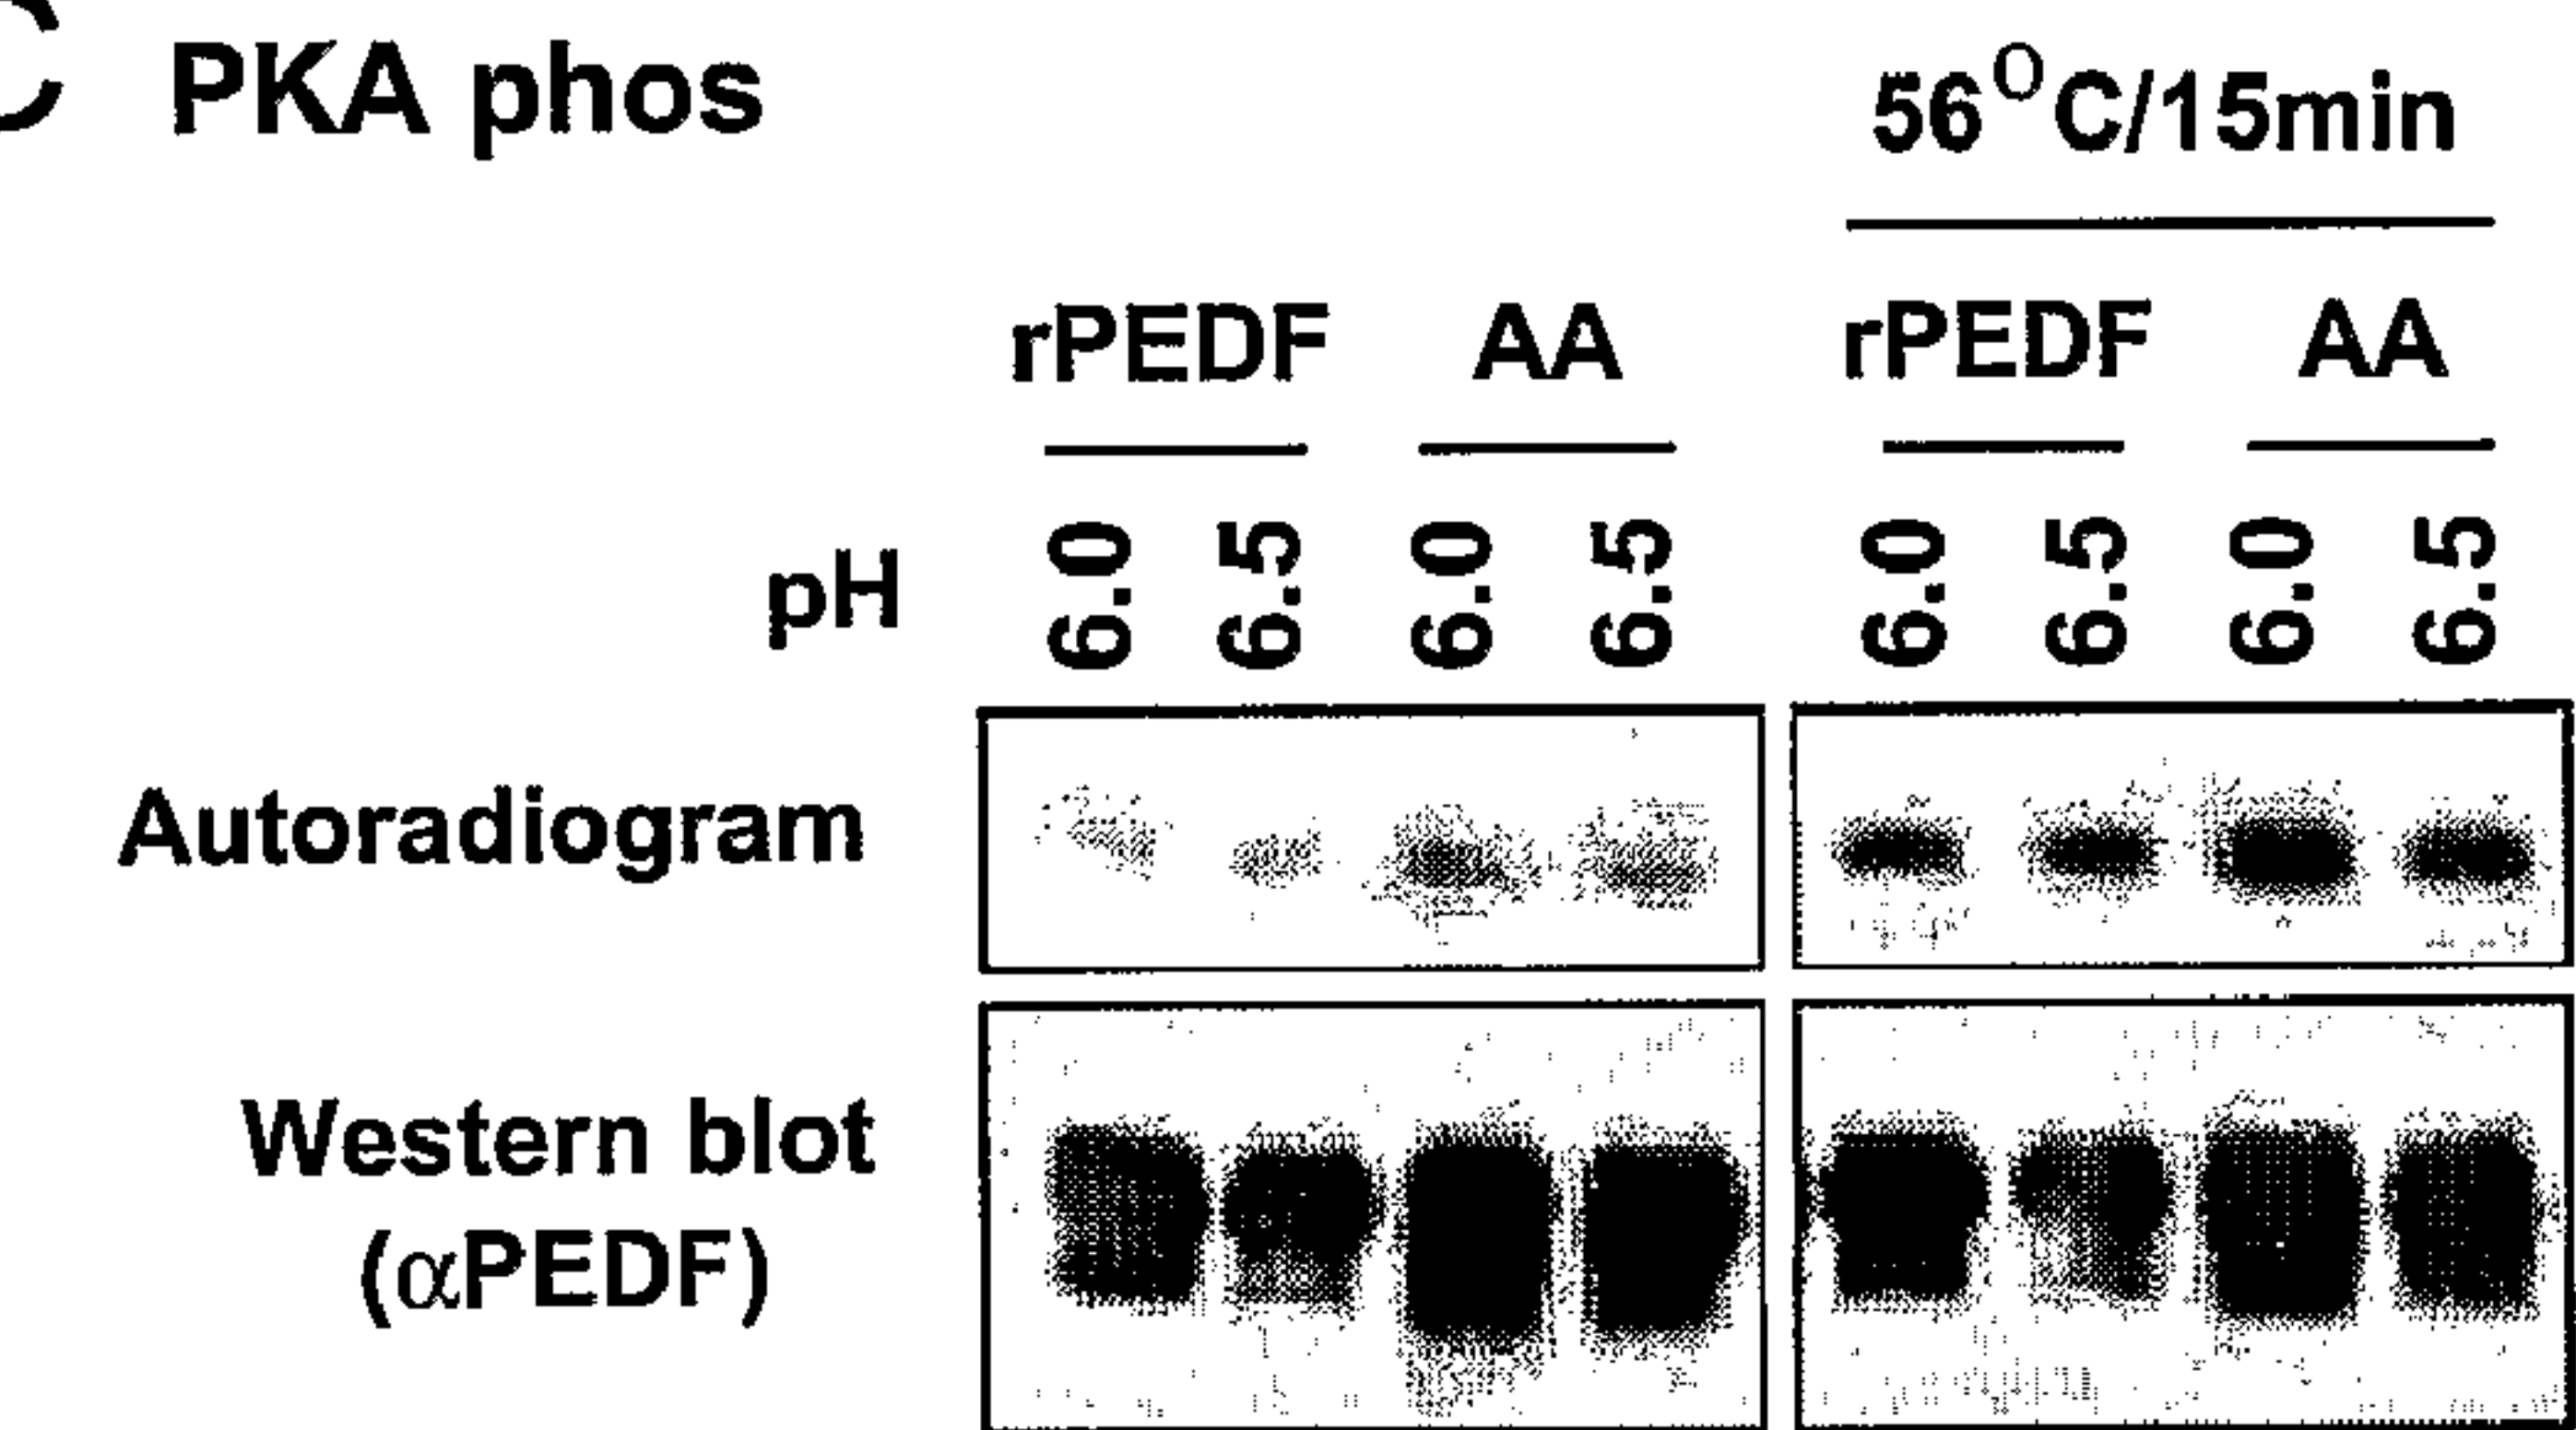 C PKA phos
56°C/15min
rPEDF AA rPEDF AA
pH 6.0 6.5 6.0 6.5 6.0 6.5 6.0 6.5
Autoradiogram
Western blot
(αPEDF)